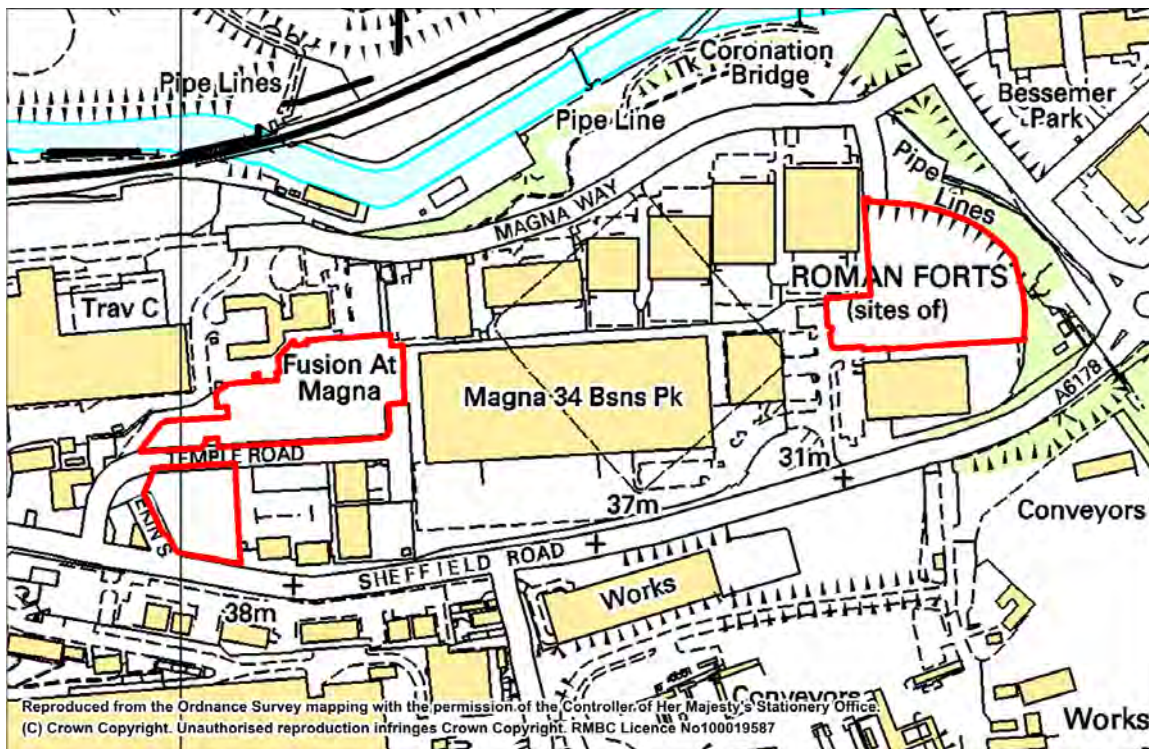 Pipe Lines
Coronation
Bridge
Tk
Bessemer
Park
Pipe Line
Pipe
Lines
MAGNA WAY
ROMAN FORTS
(sites of)
Trav C
Fusion At
Magna
Magna 34 Bsns Pk
A6178
TEMPLE ROAD
31m
37m
Conveyors
SHEFFIELD ROAD
Works
38m
Conveyors
Works
Reproduced from the Ordnance Survey mapping with the permission of the Controller of Her Majesty's Stationery Office.
(C) Crown Copyright. Unauthorised reproduction infringes Crown Copyright. RMBC Licence No100019587